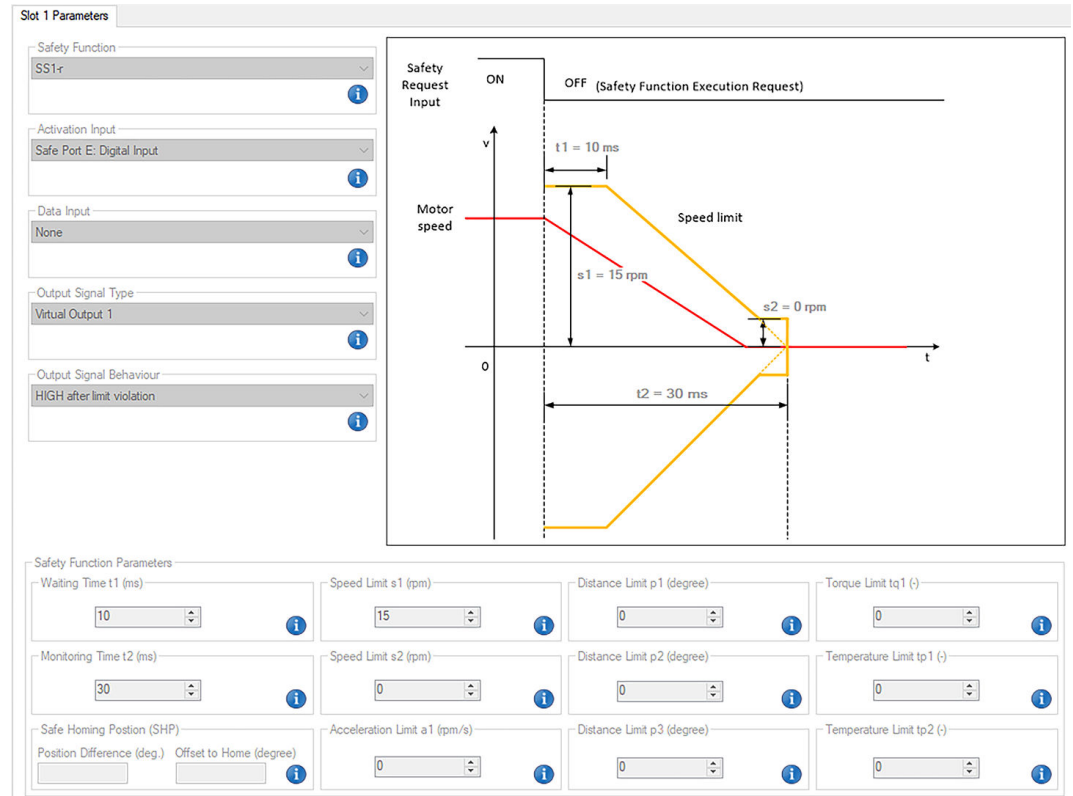 Slot 1 Parameters
Safety Function
SS1-r
Activation Input
Safe Port E: Digital Input
Data Input
None
Output Signal Type
Virtual Output 1
Output Signal Behaviour
HIGH after limit violation
Safety
Request
Input
ON
OFF (Safety Function Execution Request)
v
t1 = 10 ms
Motor
speed
Speed limit
s1 = 15 rpm
s2 = 0 rpm
0
t
t2 = 30 ms
Safety Function Parameters
Waiting Time t1 (ms)
10
Speed Limit s1 (rpm)
15
Distance Limit p1 (degree)
0
Torque Limit tq1 (-)
0
Monitoring Time t2 (ms)
30
Speed Limit s2 (rpm)
0
Distance Limit p2 (degree)
0
Temperature Limit tp1 (-)
0
Safe Homing Postion (SHP)
Position Difference (deg.) Offset to Home (degree)
Acceleration Limit a1 (rpm/s)
0
Distance Limit p3 (degree)
0
Temperature Limit tp2 (-)
0